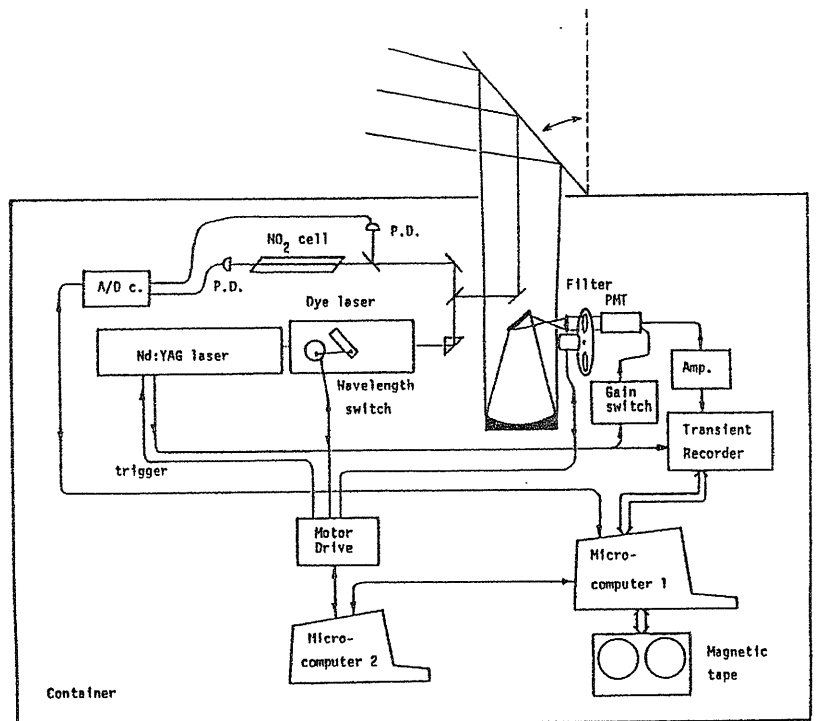 P.D.
NO2 cell
A/D c.
P.D.
Filter
PMT
Dye laser
Nd:YAG laser
Amp.
Wavelength
switch
Gain
switch
Transient
Recorder
trigger
Motor
Drive
Micro-
computer 1
Micro-
computer 2
Magnetic
tape
Container